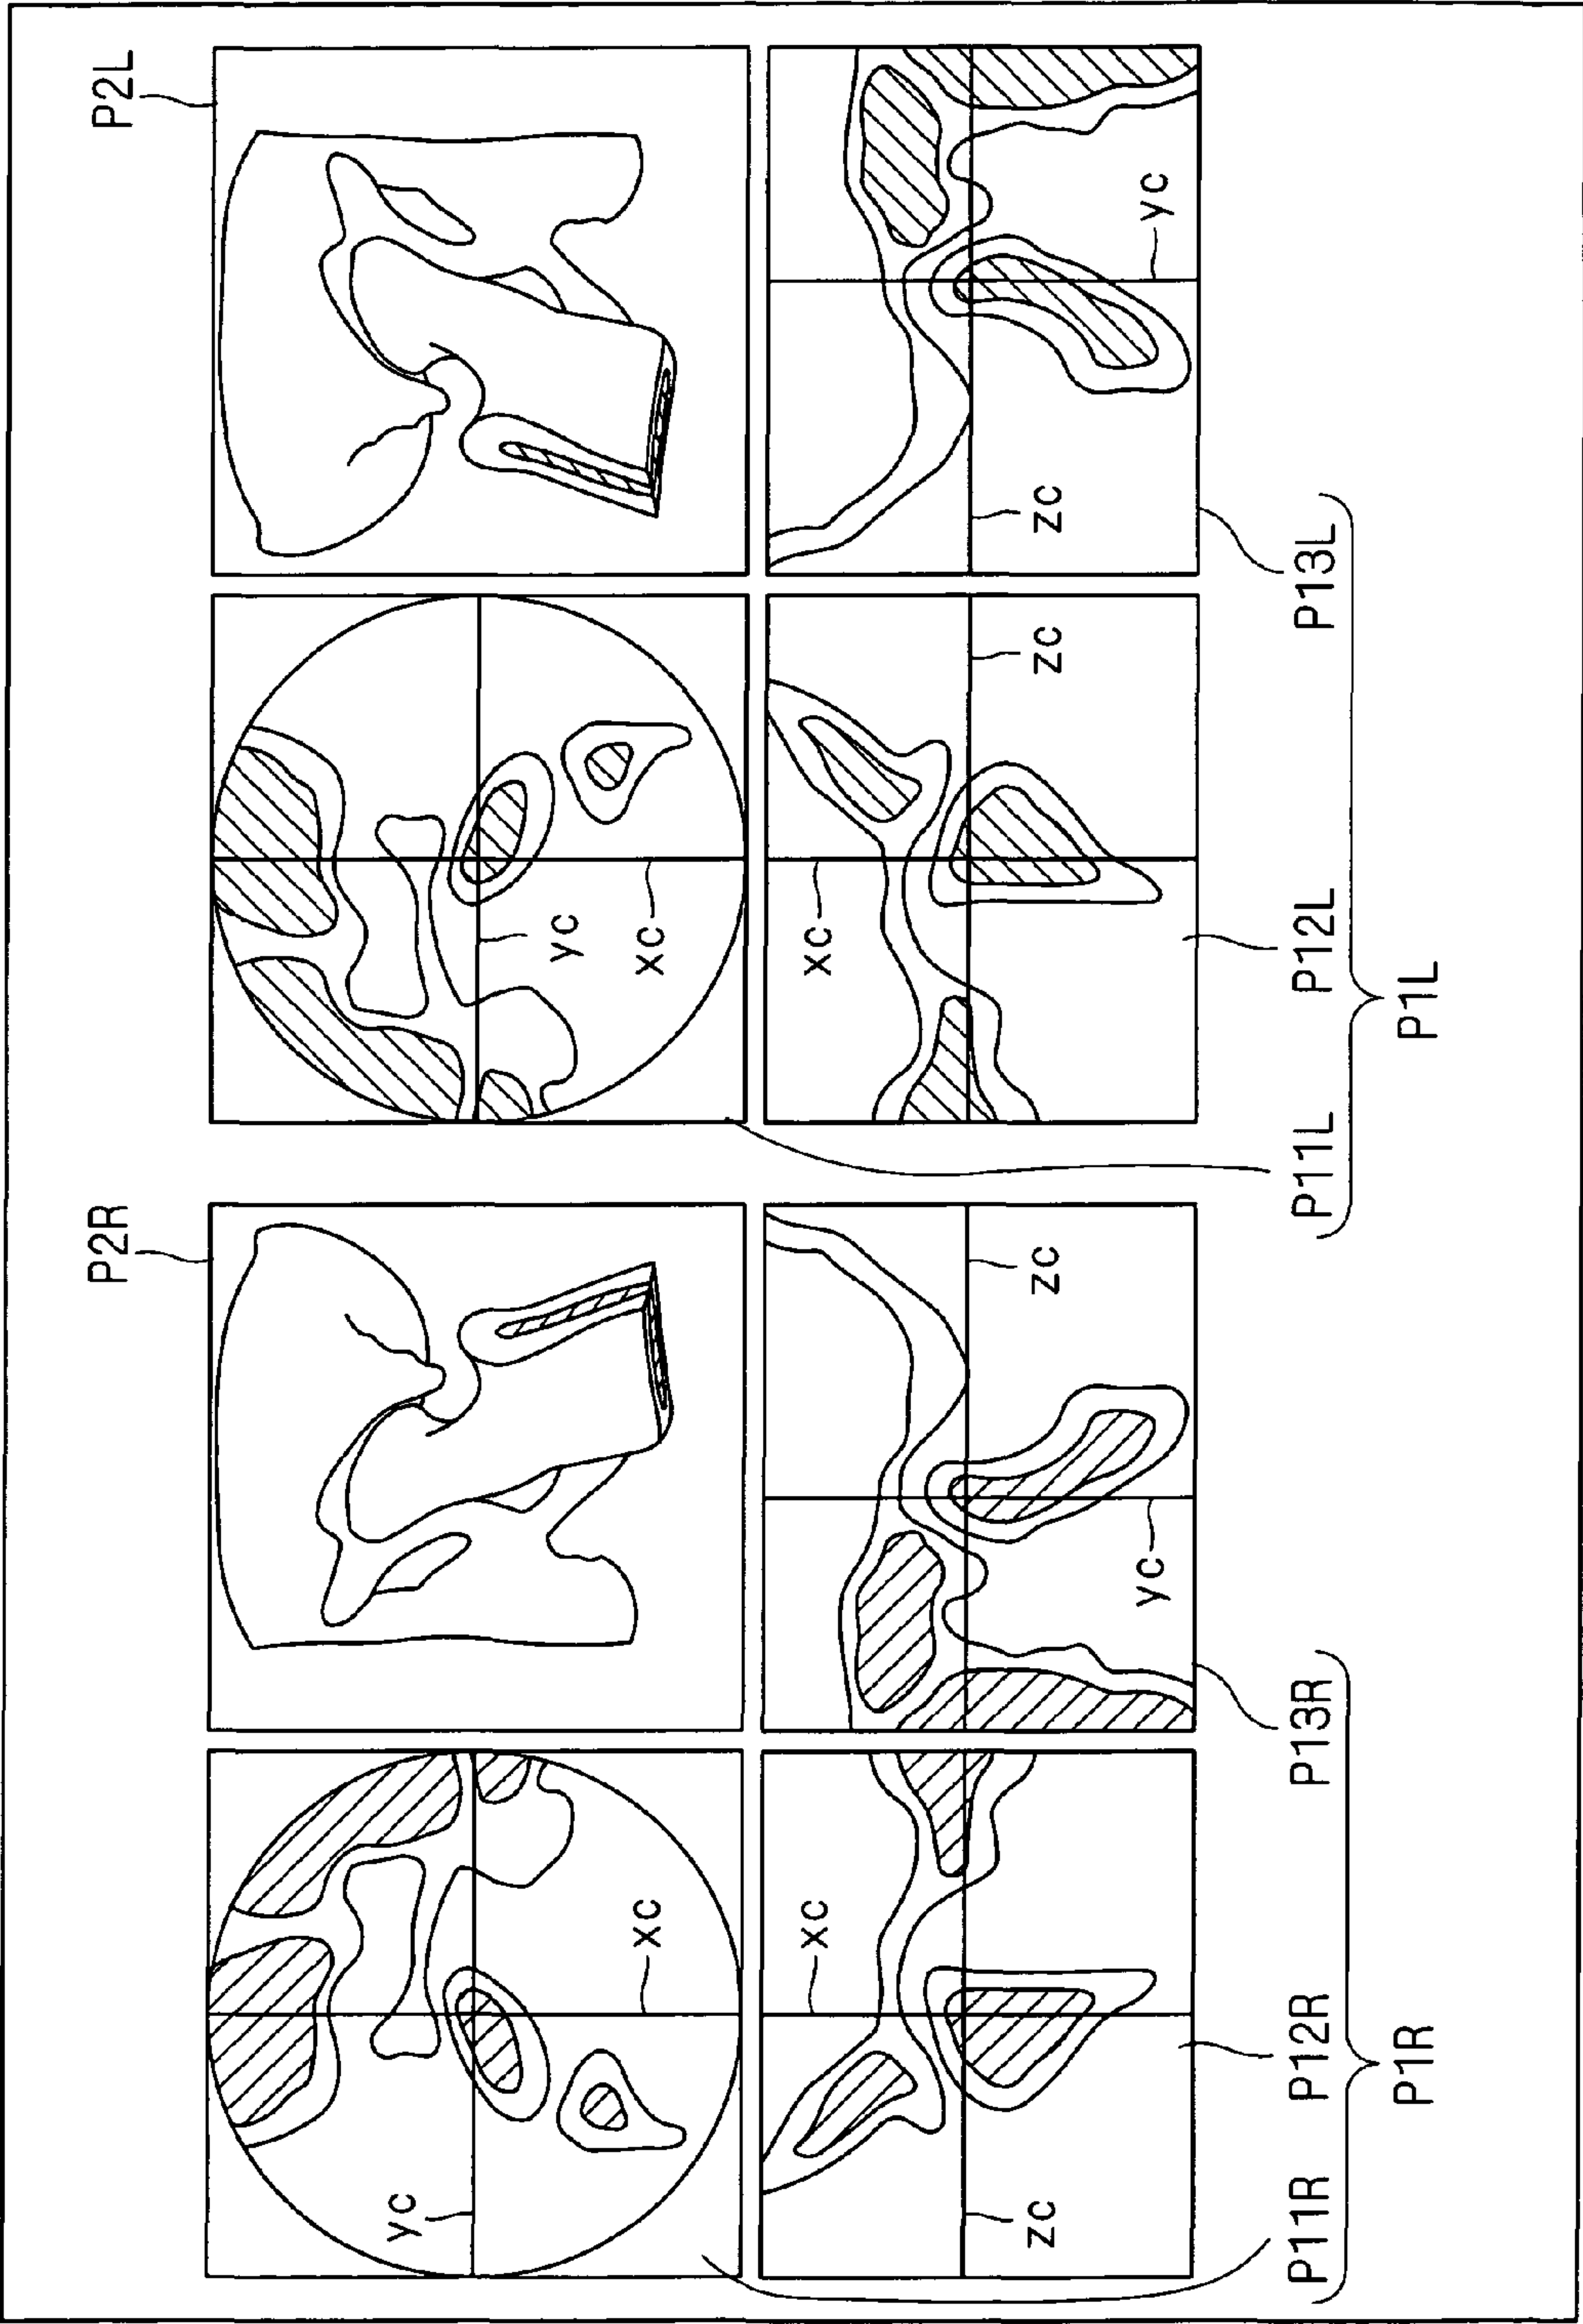 P2R
P2L
yc
yc
xc
xc
xc
xc
zc
zc
zc
zc
yc
yc
P11R P12R P13R P11L P12L P13L
P1R P1L